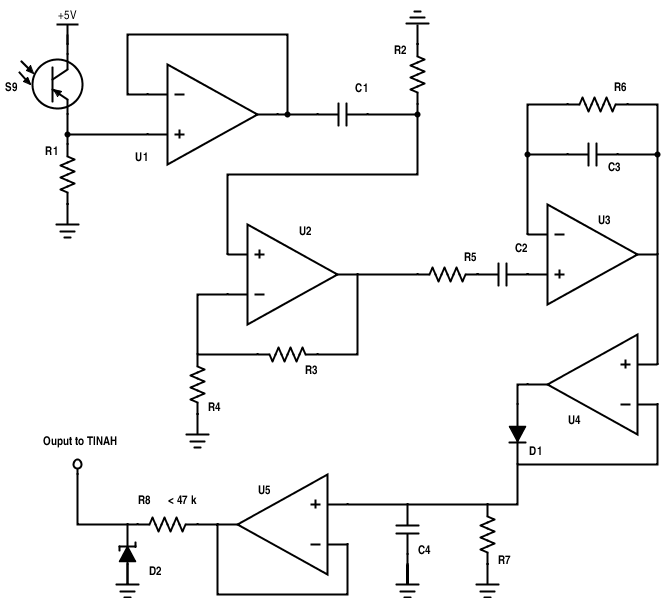 +5V
S9
R1
−
+
U1
C1
R2
R6
C3
U3
−
+
U2
+
−
R5
C2
R3
R4
+
−
U4
D1
Ouput to TINAH
R8 < 47 k
U5
+
−
D2
C4
R7